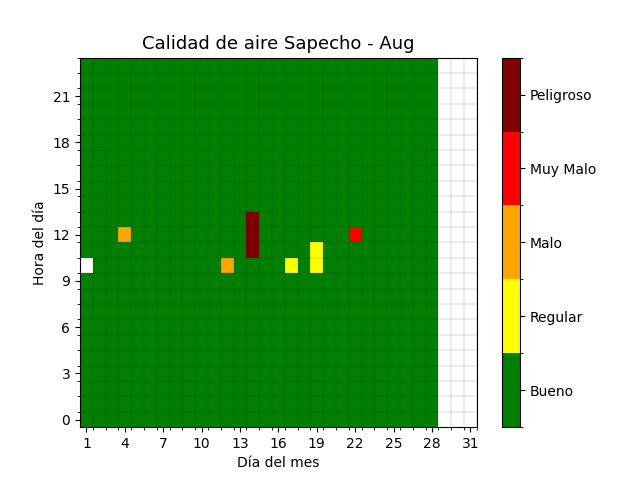 Calidad de aire Sapecho - Aug
Hora del día
21
18
15
12
9
6
3
0
1 4 7 10 13 16 19 22 25 28 31
Día del mes
Peligroso
Muy Malo
Malo
Regular
Bueno